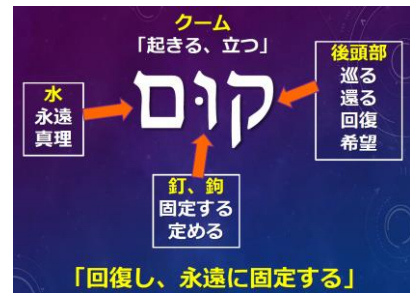 クーム
「起きる、立つ」
קוּם
後頭部
巡る
還る
回復
希望
水
永遠
真理
釘、鉤
固定する
定める
「回復し、永遠に固定する」